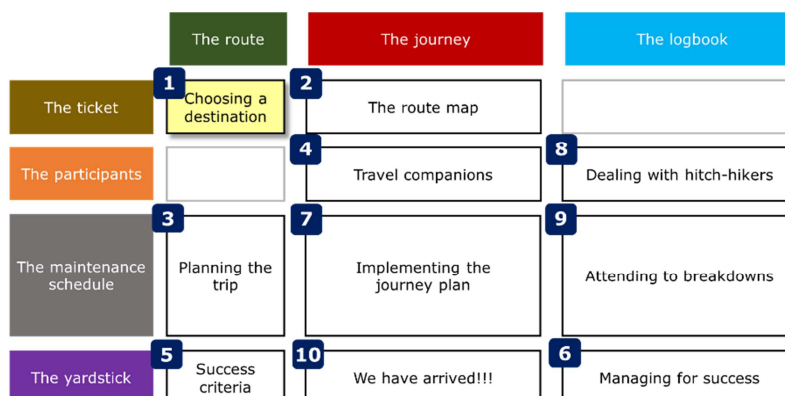 The route
The journey
The logbook
The ticket
1
Choosing a
destination
2
The route map
The participants
4
Travel companions
8
Dealing with hitch-hikers
The maintenance
schedule
3
Planning the
trip
7
Implementing the
journey plan
9
Attending to breakdowns
The yardstick
5
Success
criteria
10
We have arrived!!!
6
Managing for success